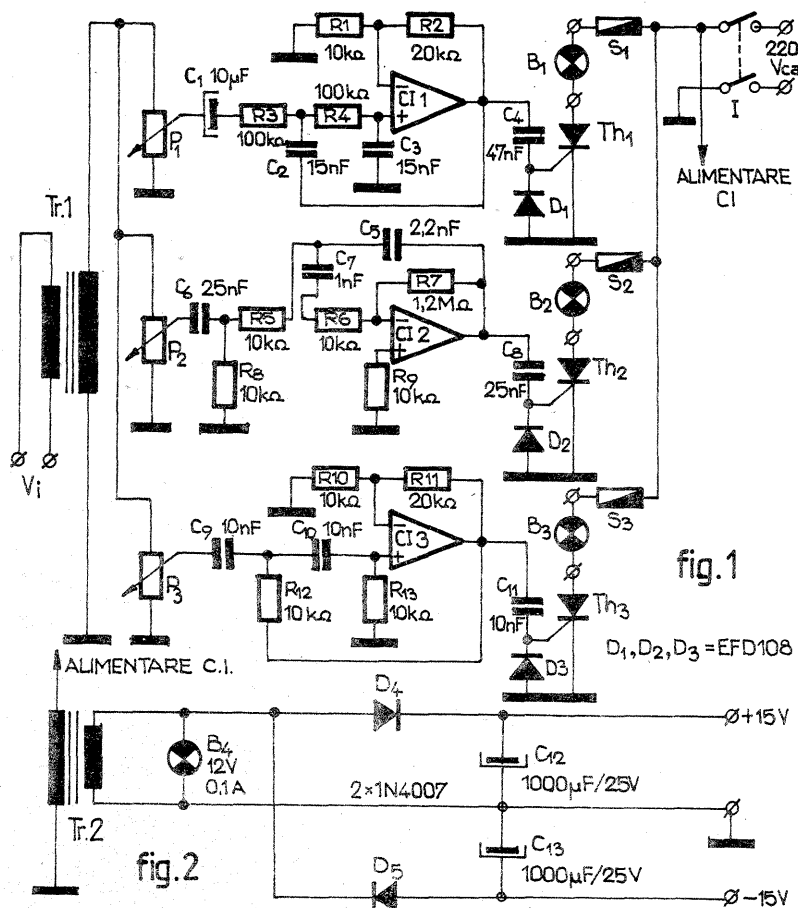 R1
10kΩ
R2
20kΩ
C1 10µF
R3
100kΩ
100kΩ
R4
C2
15nF
C3
15nF
CI 1
P1
C4
47nF
D1
Th1
B1
S1
220
Vca
I
ALIMENTARE
CI
Tr.1
Vi
C5
2,2nF
C7
1nF
C6 25nF
R5
10kΩ
R6
10kΩ
R7
1,2MΩ
CI 2
P2
R8
10kΩ
R9
10kΩ
C8
25nF
D2
Th2
B2
S2
R10
10kΩ
R11
20kΩ
C9 10nF
C10 10nF
CI 3
P3
R12
10kΩ
R13
10kΩ
C11
10nF
D3
Th3
B3
S3
fig.1
D1, D2, D3 = EFD108
ALIMENTARE C.I.
Tr.2
B4
12V
0,1A
D4
2×1N4007
D5
C12
1000µF/25V
C13
1000µF/25V
+15V
-15V
fig.2